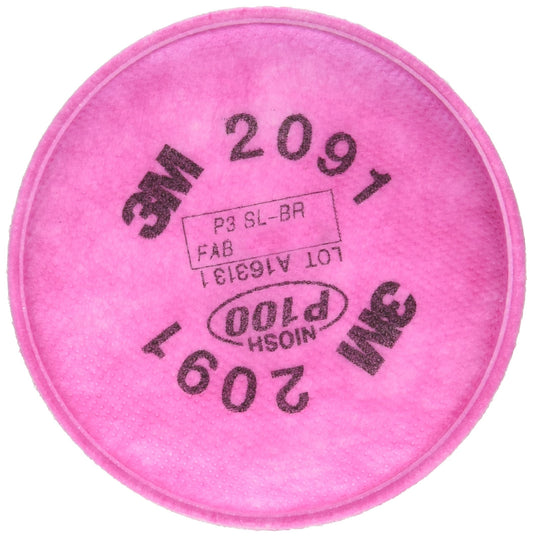 3M 2091
P3 SL-BR
FAB
LOT A163131
P100
NIOSH
3M 2091